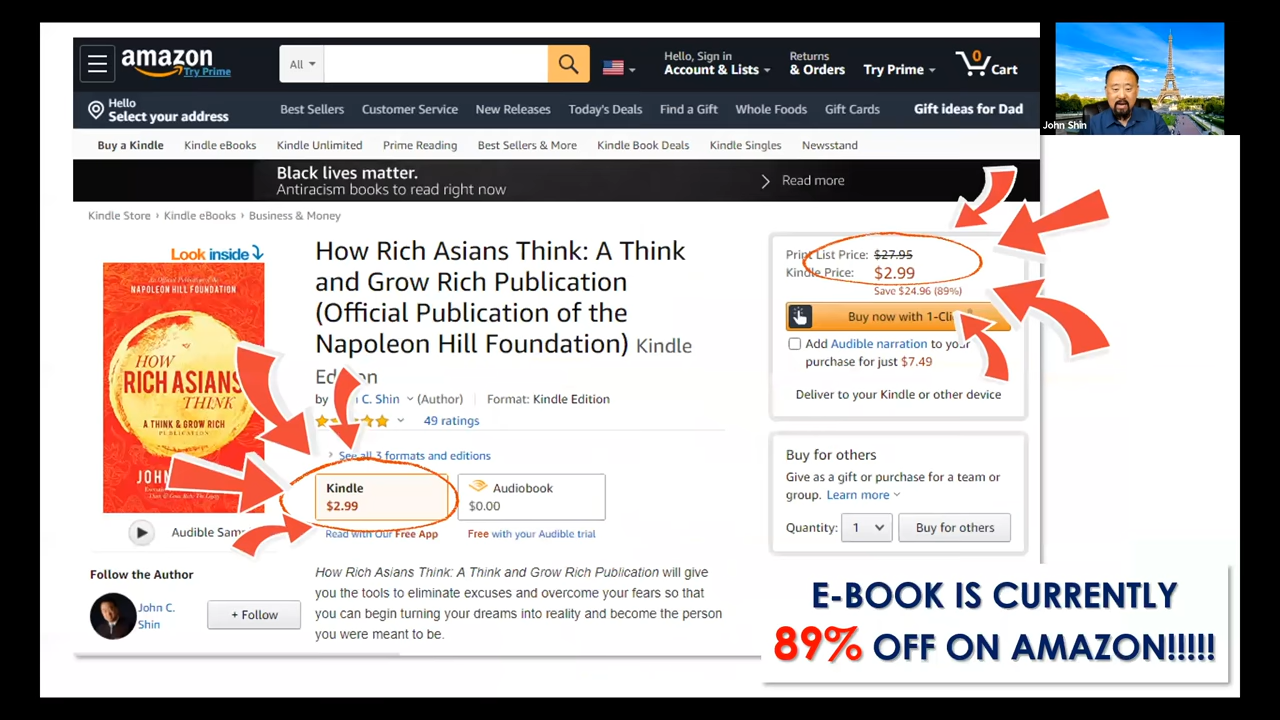 amazon
Try Prime
All
Hello, Sign in
Account & Lists
Returns
& Orders
Try Prime
0
Cart
John Shin
Hello
Select your address
Best Sellers
Customer Service
New Releases
Today's Deals
Find a Gift
Whole Foods
Gift Cards
Gift ideas for Dad
Buy a Kindle
Kindle eBooks
Kindle Unlimited
Prime Reading
Best Sellers & More
Kindle Book Deals
Kindle Singles
Newsstand
Black lives matter.
Antiracism books to read right now
Read more
Kindle Store › Kindle eBooks › Business & Money
Look inside
NAPOLEON HILL FOUNDATION
HOW
RICH ASIANS
THINK
A THINK & GROW RICH
PUBLICATION
JOHN
Audible Sam
Follow the Author
John C.
Shin
+ Follow
How Rich Asians Think: A Think
and Grow Rich Publication
(Official Publication of the
Napoleon Hill Foundation) Kindle
Edition
by C. Shin (Author) Format: Kindle Edition
49 ratings
See all 3 formats and editions
Kindle
$2.99
Read with Our Free App
Audiobook
$0.00
Free with your Audible trial
How Rich Asians Think: A Think and Grow Rich Publication will give
you the tools to eliminate excuses and overcome your fears so that
you can begin turning your dreams into reality and become the person
you were meant to be.
Print List Price: $27.95
Kindle Price: $2.99
Save $24.96 (89%)
Buy now with 1-Cli
Add Audible narration to your
purchase for just $7.49
Deliver to your Kindle or other device
Buy for others
Give as a gift or purchase for a team or
group. Learn more
Quantity: 1
Buy for others
E-BOOK IS CURRENTLY
89% OFF ON AMAZON!!!!!